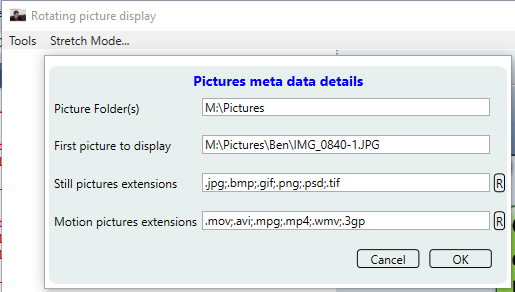 Rotating picture display
Tools Stretch Mode...
Pictures meta data details
Picture Folder(s) M:\Pictures
First picture to display M:\Pictures\Ben\IMG_0840-1.JPG
Still pictures extensions .jpg;.bmp;.gif;.png;.psd;.tif R
Motion pictures extensions .mov;.avi;.mpg;.mp4;.wmv;.3gp R
Cancel OK